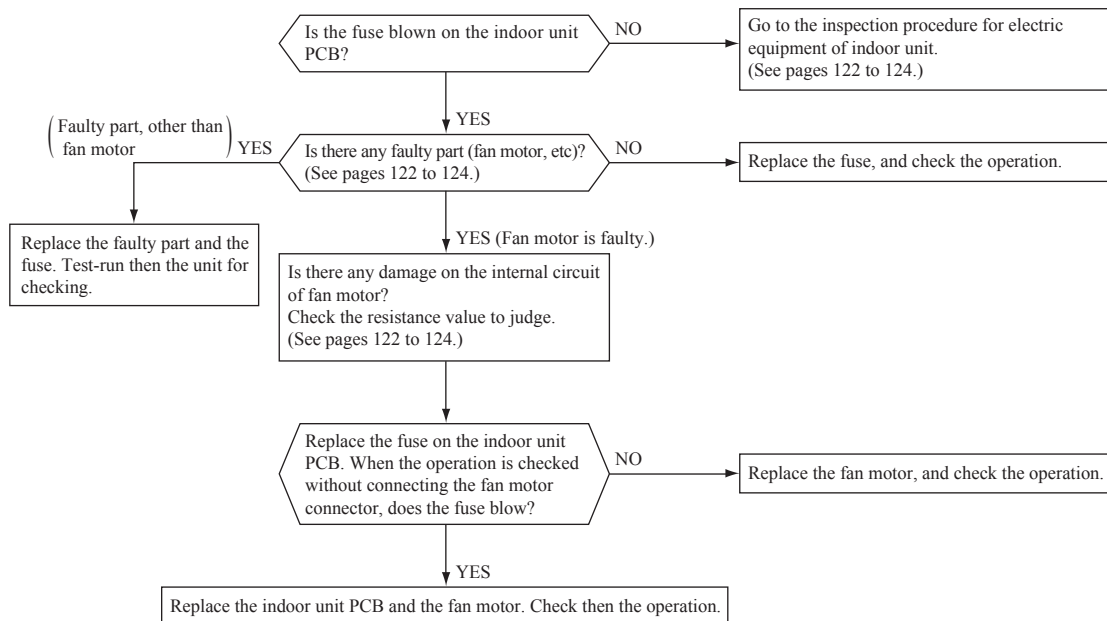 Is the fuse blown on the indoor unit
PCB?
NO
Go to the inspection procedure for electric
equipment of indoor unit.
(See pages 122 to 124.)
YES
(Faulty part, other than
fan motor)
YES
Is there any faulty part (fan motor, etc)?
(See pages 122 to 124.)
NO
Replace the fuse, and check the operation.
Replace the faulty part and the
fuse. Test-run then the unit for
checking.
YES (Fan motor is faulty.)
Is there any damage on the internal circuit
of fan motor?
Check the resistance value to judge.
(See pages 122 to 124.)
Replace the fuse on the indoor unit
PCB. When the operation is checked
without connecting the fan motor
connector, does the fuse blow?
NO
Replace the fan motor, and check the operation.
YES
Replace the indoor unit PCB and the fan motor. Check then the operation.